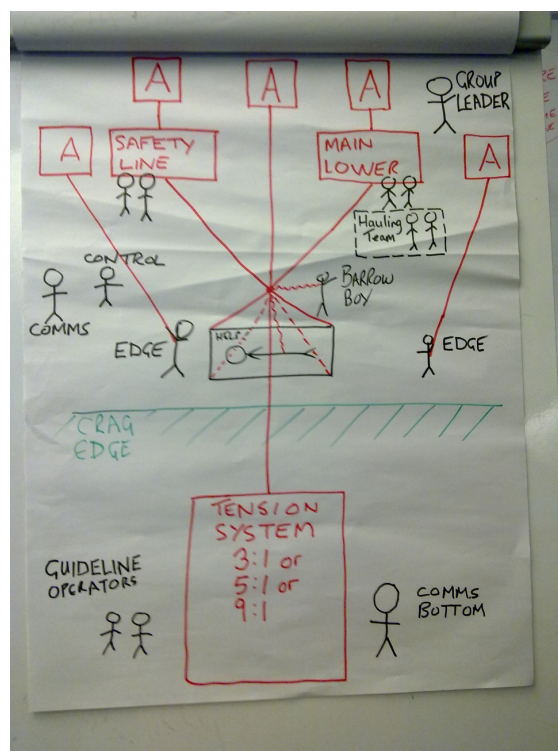 A
A
A
GROUP
LEADER
A
SAFETY
LINE
MAIN
LOWER
A
Hauling
Team
CONTROL
COMMS
BARROW
BOY
EDGE
HELP
EDGE
CRAG
EDGE
TENSION
SYSTEM
3:1 or
5:1 or
9:1
GUIDELINE
OPERATORS
COMMS
BOTTOM